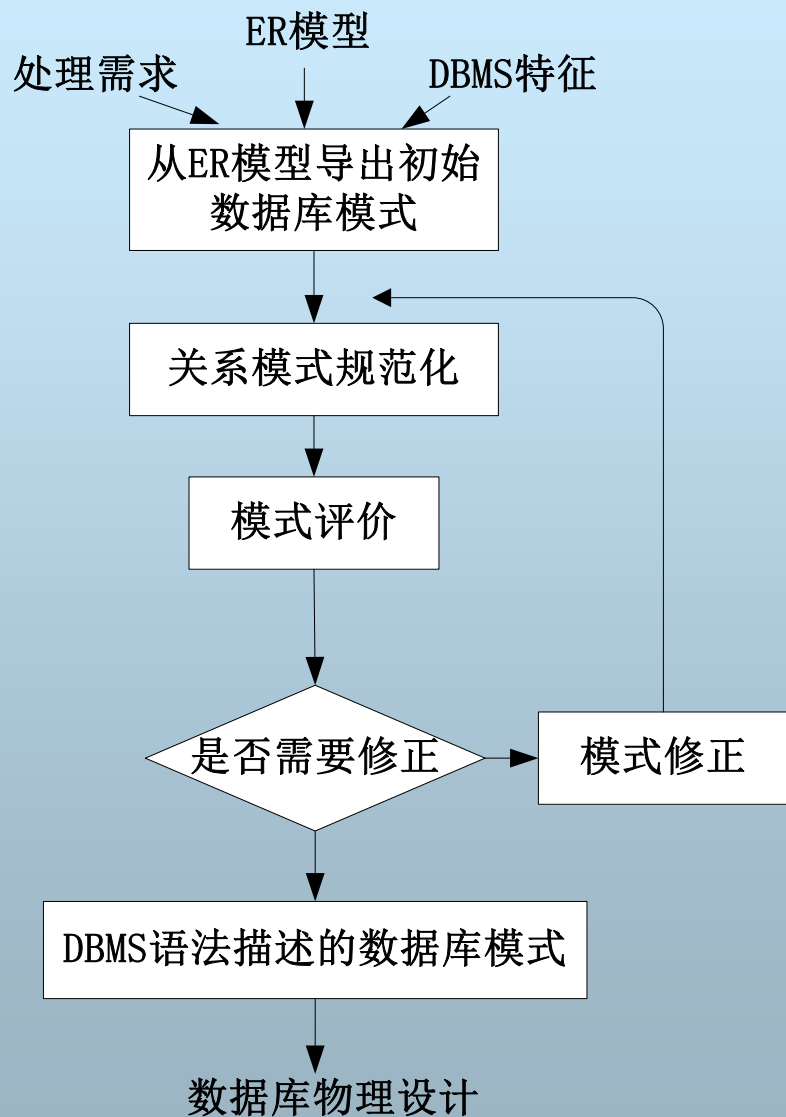 ER模型
处理需求
DBMS特征
从ER模型导出初始
数据库模式
关系模式规范化
模式评价
是否需要修正
模式修正
DBMS语法描述的数据库模式
数据库物理设计